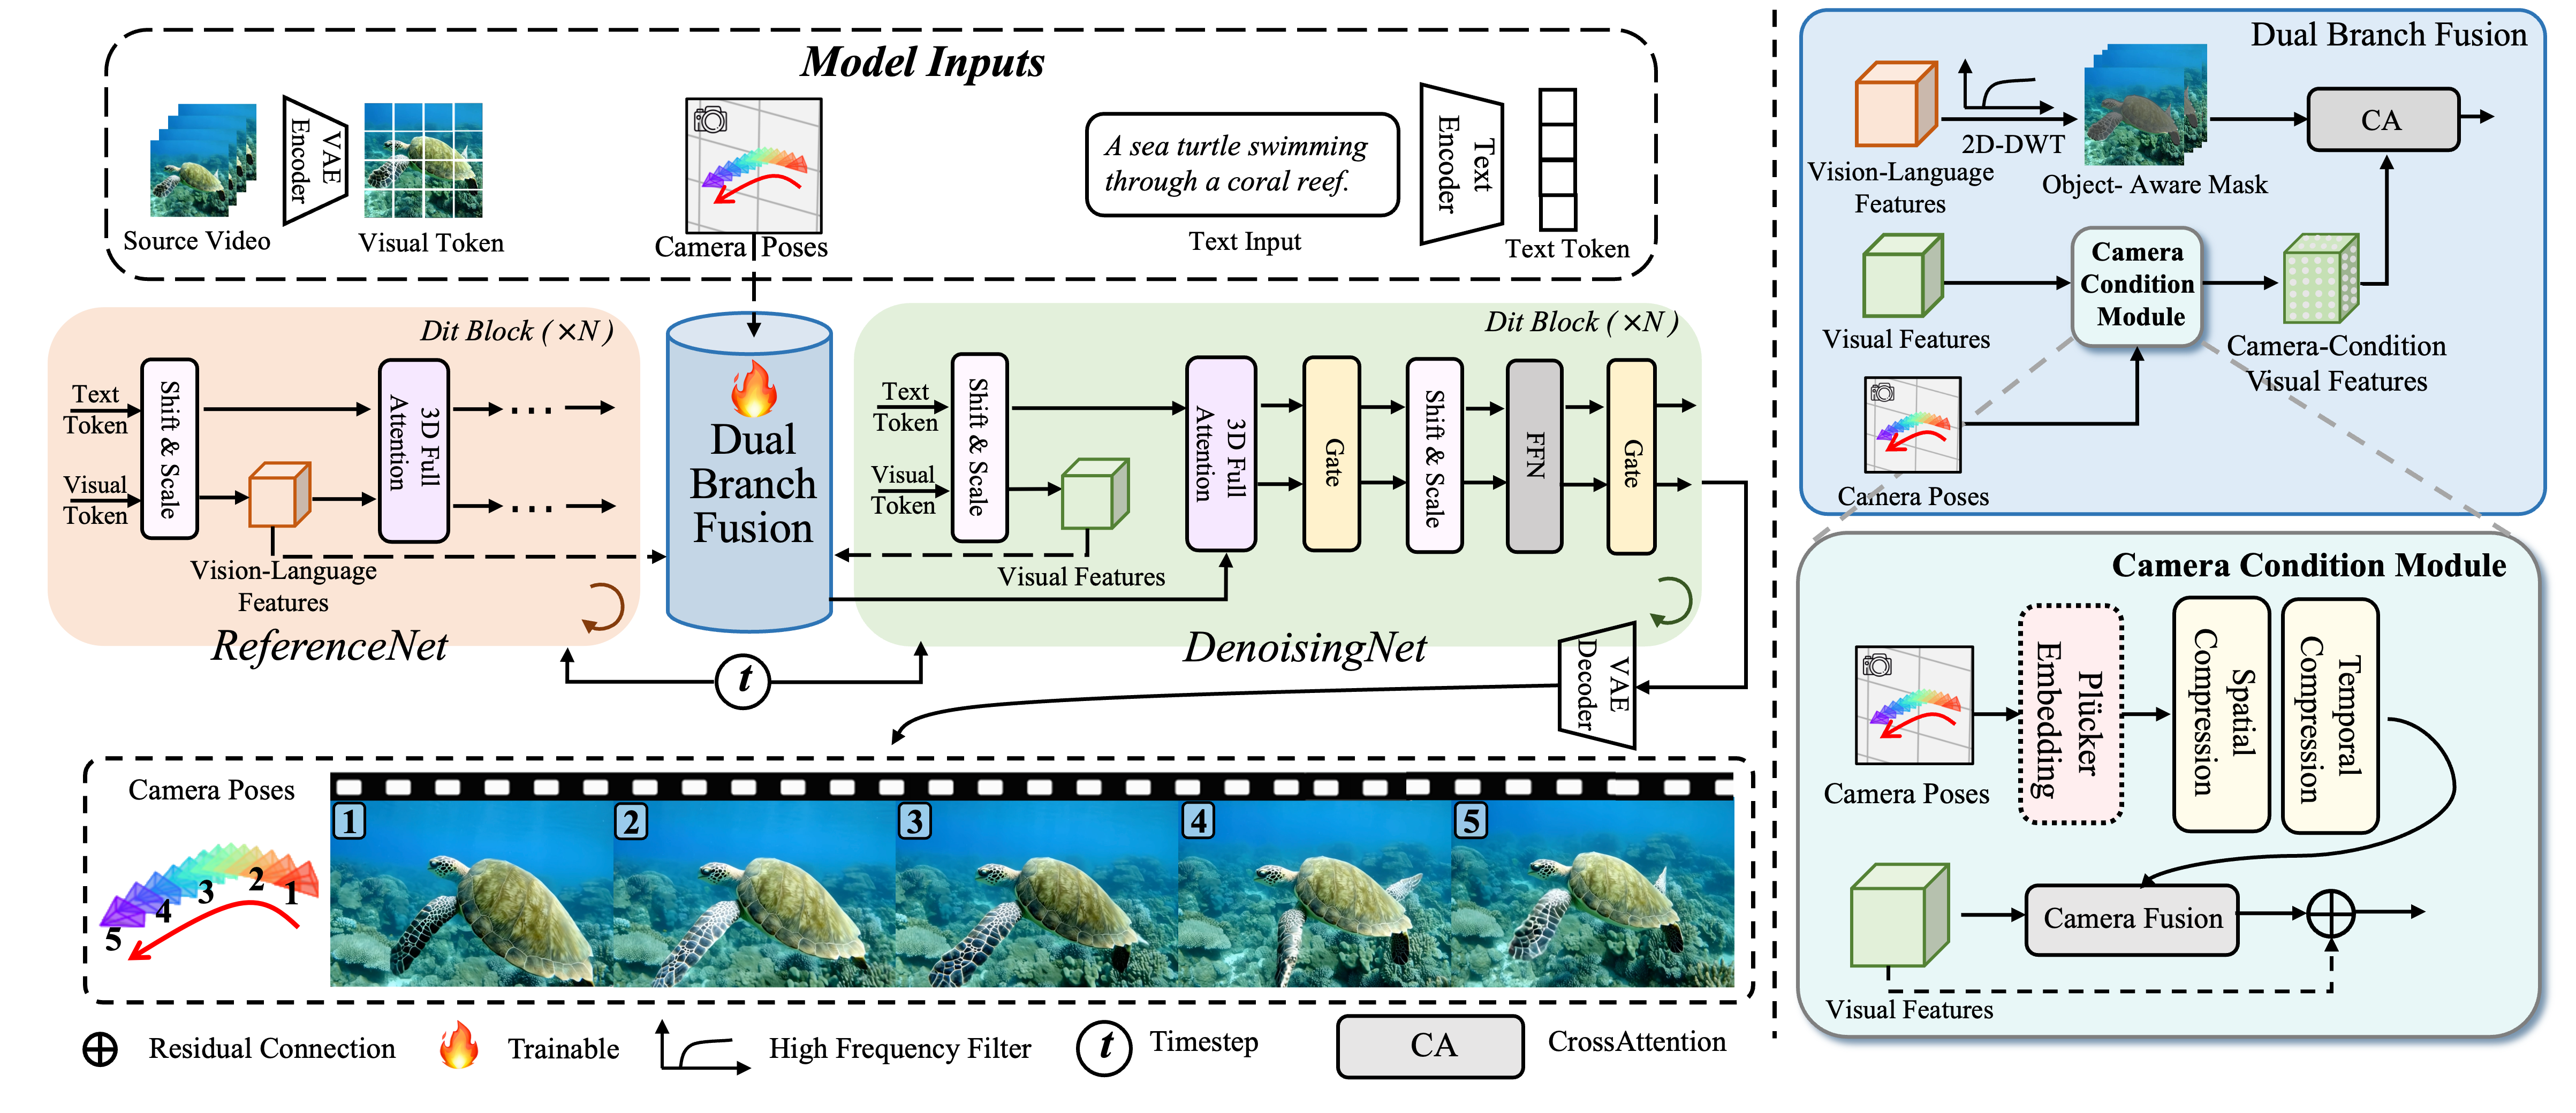 Model Inputs
VAE
Encoder
Source Video
Visual Token
Camera Poses
A sea turtle swimming
through a coral reef.
Text Input
Text
Encoder
Text Token
Dit Block ( ×N )
Text
Token
Visual
Token
Shift & Scale
3D Full
Attention
...
...
Vision-Language
Features
ReferenceNet
Dual
Branch
Fusion
t
Dit Block ( ×N )
Text
Token
Visual
Token
Shift & Scale
Visual Features
3D Full
Attention
Gate
Shift & Scale
FFN
Gate
DenoisingNet
VAE
Decoder
Camera Poses
1
2
3
4
5
1
2
3
4
5
Residual Connection
Trainable
High Frequency Filter
t
Timestep
CA
CrossAttention
Dual Branch Fusion
Vision-Language
Features
2D-DWT
Object- Aware Mask
CA
Visual Features
Camera
Condition
Module
Camera-Condition
Visual Features
Camera Poses
Camera Condition Module
Camera Poses
Plücker
Embedding
Spatial
Compression
Temporal
Compression
Visual Features
Camera Fusion